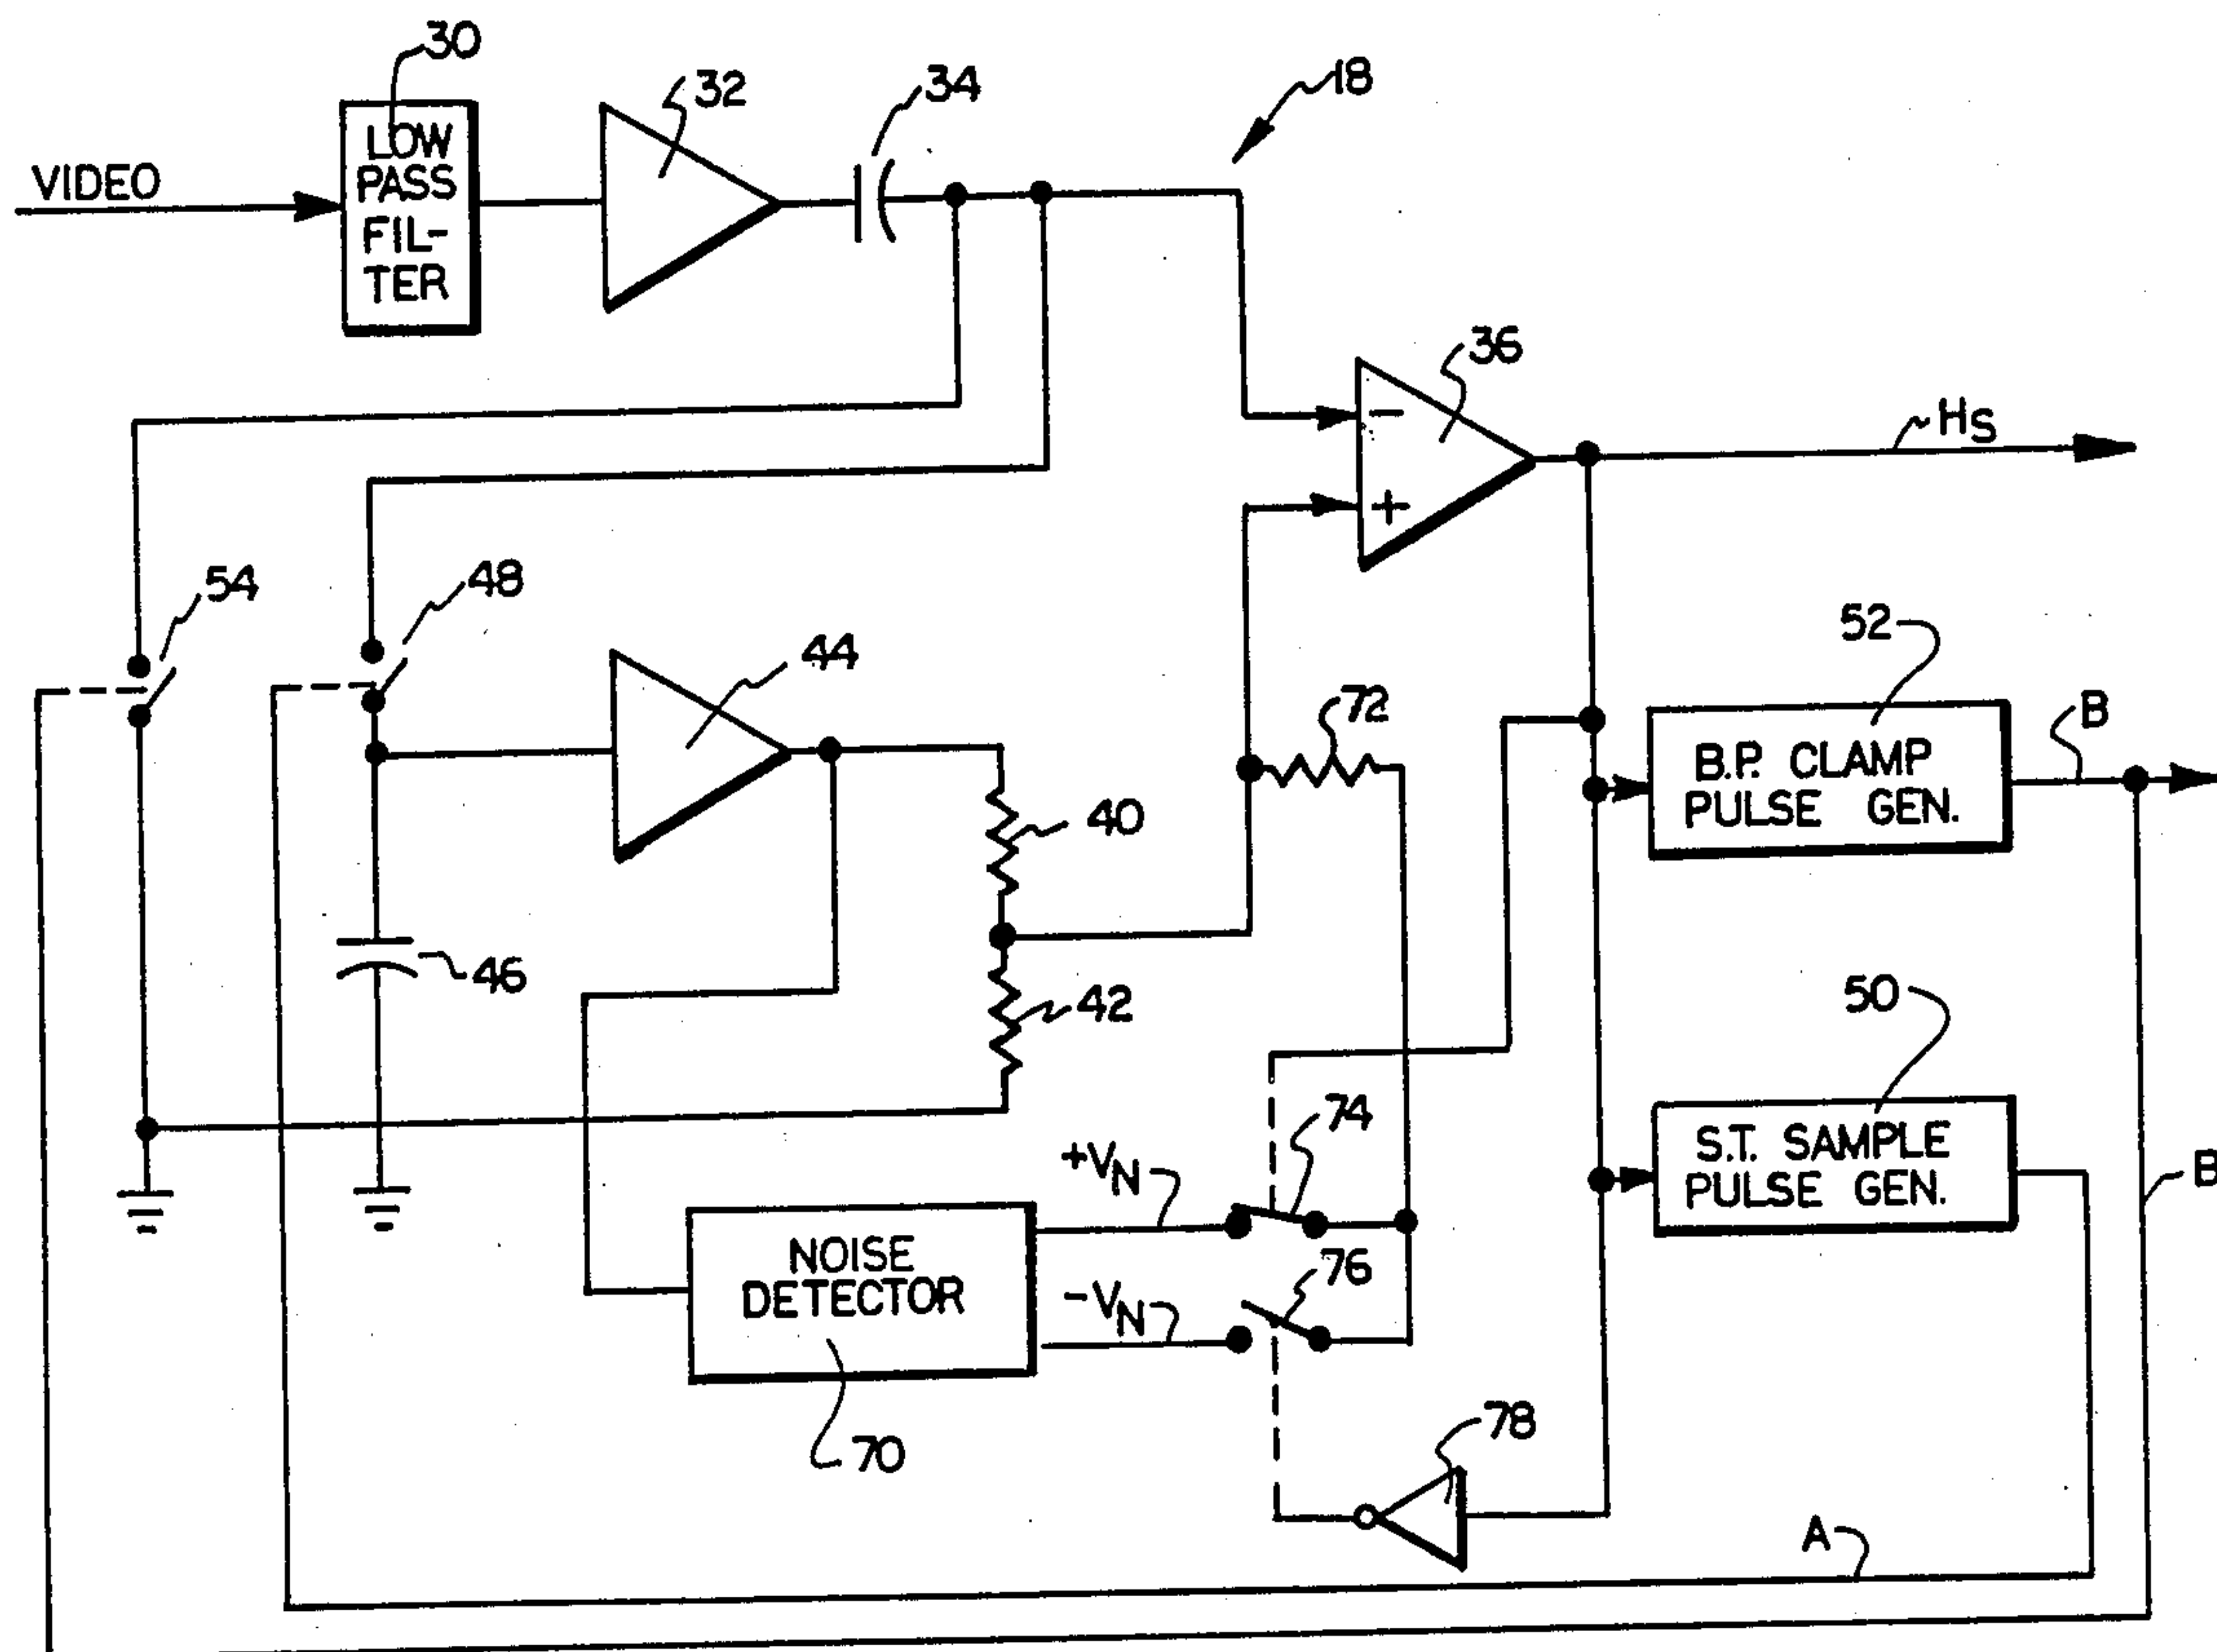 30
32
34
18
LOW
PASS
FIL-
TER
VIDEO
36
-
+
HS
54
48
44
52
72
B
B.P. CLAMP
PULSE GEN.
40
46
42
50
74
+VN
S.T. SAMPLE
PULSE GEN.
B
NOISE
DETECTOR
-VN
76
70
78
A